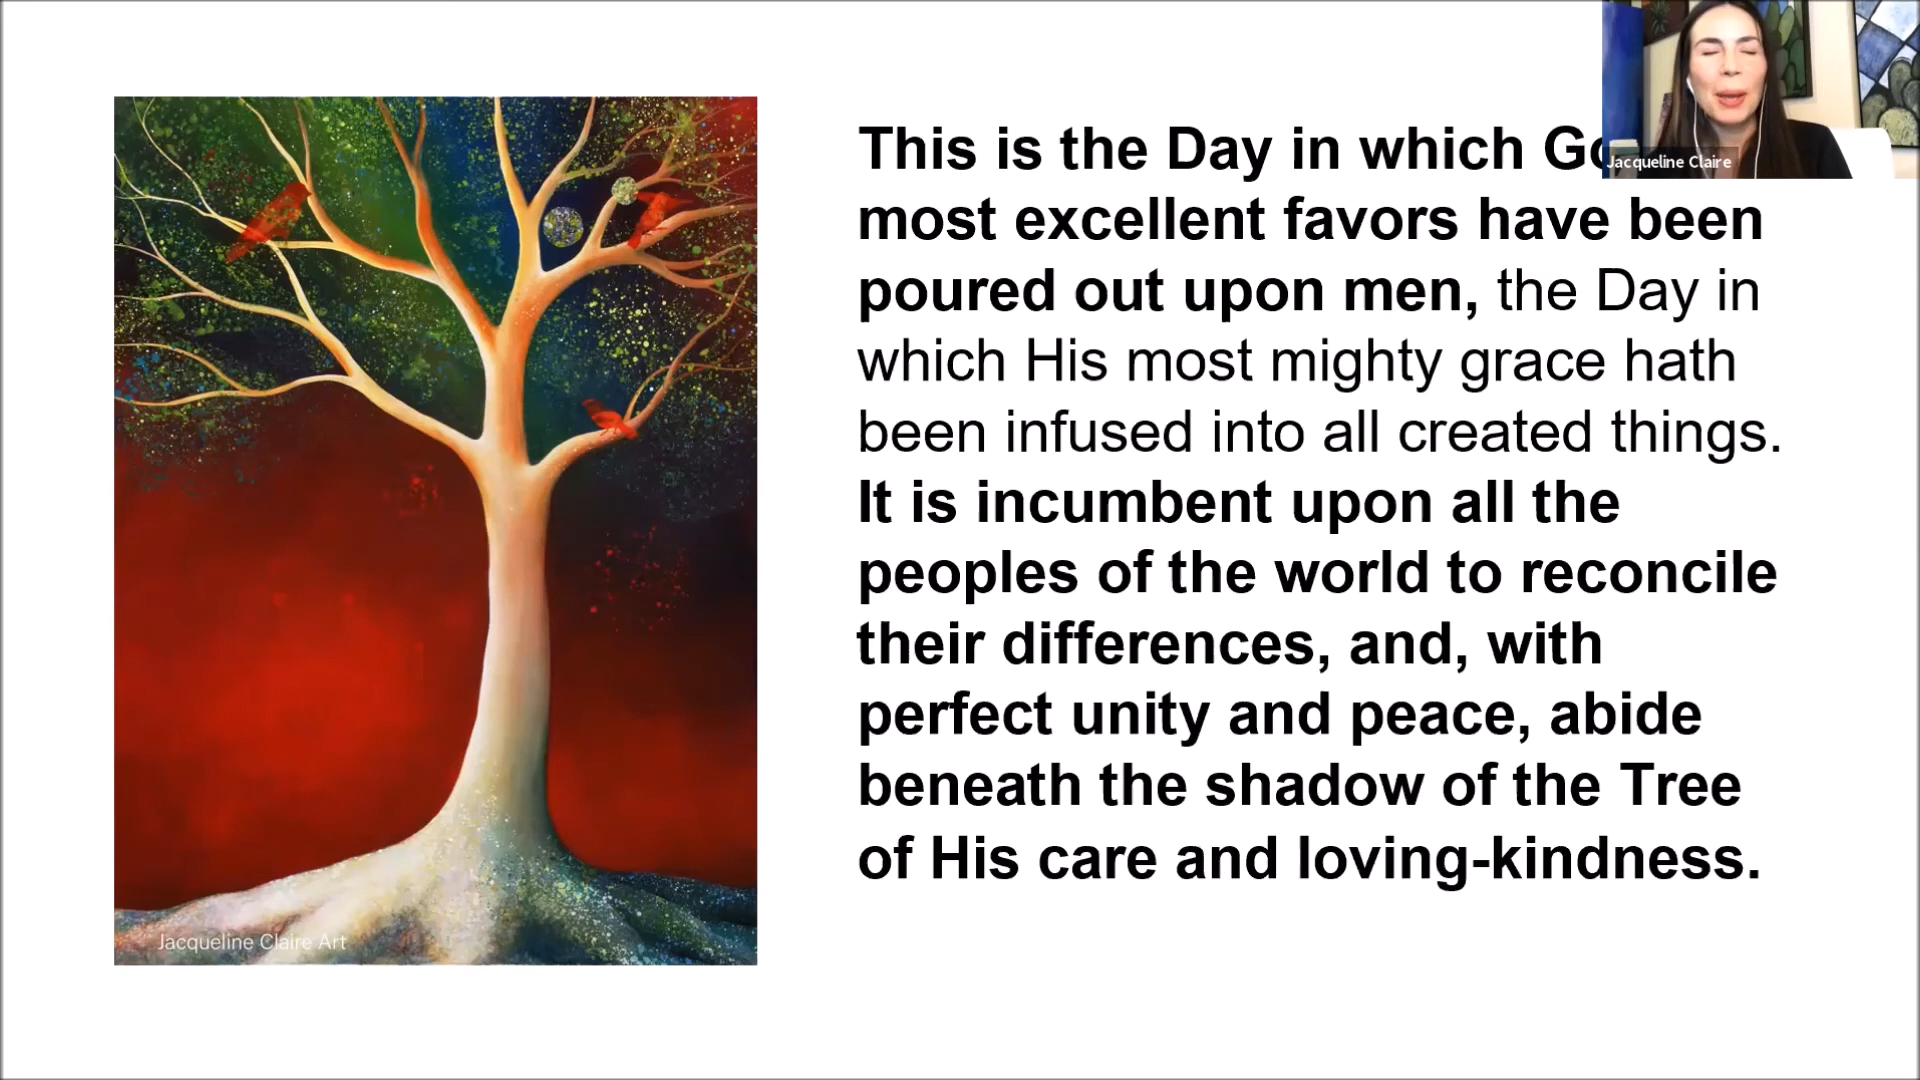 This is the Day in which
most excellent favors have been
poured out upon men, the Day in
which His most mighty grace hath
been infused into all created things.
It is incumbent upon all the
peoples of the world to reconcile
their differences, and, with
perfect unity and peace, abide
beneath the shadow of the Tree
of His care and loving-kindness.
Jacqueline Claire
Jacqueline Claire Art